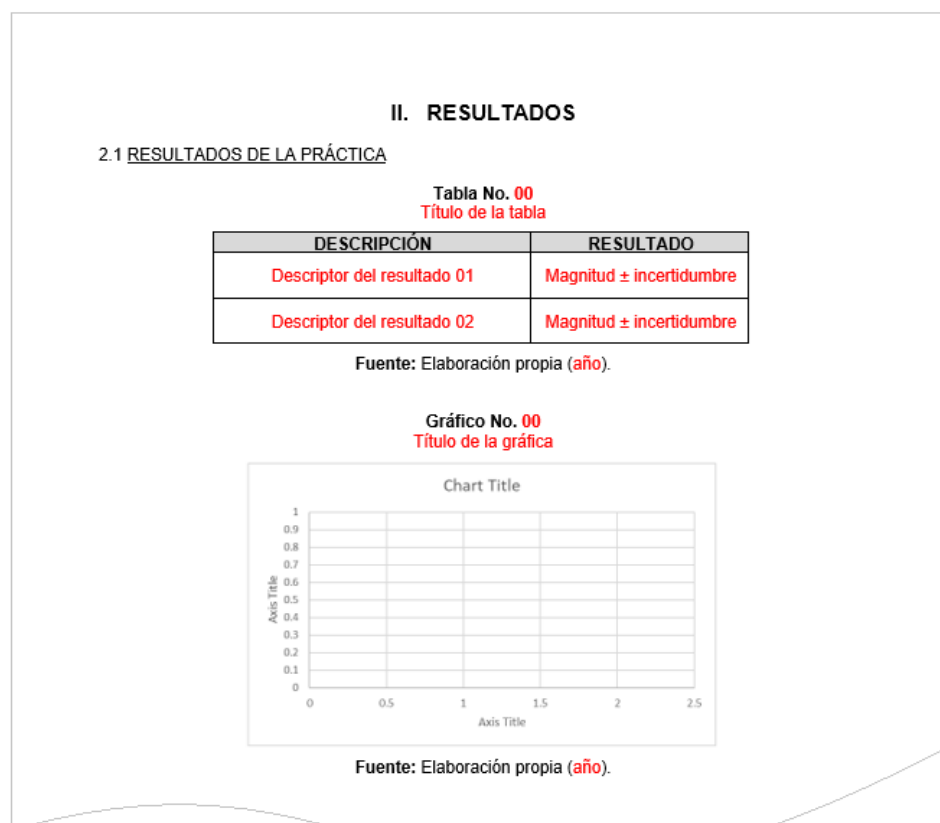 II. RESULTADOS
2.1 RESULTADOS DE LA PRÁCTICA
Tabla No. 00
Título de la tabla
DESCRIPCIÓN RESULTADO
Descriptor del resultado 01 Magnitud ± incertidumbre
Descriptor del resultado 02 Magnitud ± incertidumbre
Fuente: Elaboración propia (año).
Gráfico No. 00
Título de la gráfica
Chart Title
1
0.9
0.8
0.7
0.6
0.5
0.4
0.3
0.2
0.1
0
Axis Title
0 0.5 1 1.5 2 2.5
Axis Title
Fuente: Elaboración propia (año).